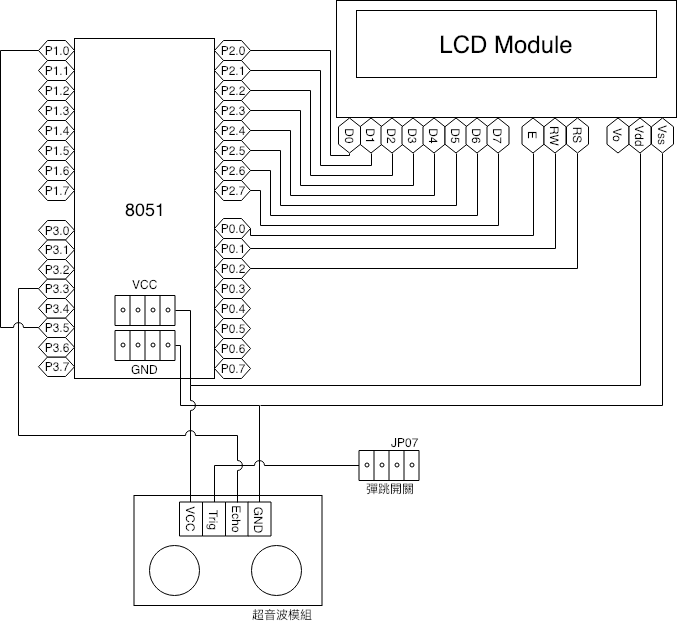 LCD Module
P1.0
P1.1
P1.2
P1.3
P1.4
P1.5
P1.6
P1.7
P2.0
P2.1
P2.2
P2.3
P2.4
P2.5
P2.6
P2.7
D0
D1
D2
D3
D4
D5
D6
D7
E
RW
RS
Vo
Vdd
Vss
8051
P3.0
P3.1
P3.2
P3.3
P3.4
P3.5
P3.6
P3.7
P0.0
P0.1
P0.2
P0.3
P0.4
P0.5
P0.6
P0.7
VCC
GND
JP07
彈跳開關
VCC
Trig
Echo
GND
超音波模組